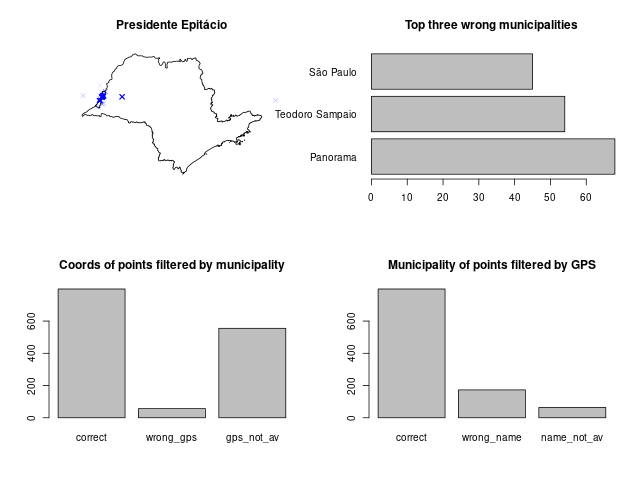 Presidente Epitácio
Top three wrong municipalities
São Paulo
Teodoro Sampaio
Panorama
0 10 20 30 40 50 60
Coords of points filtered by municipality
0 200 400 600
correct wrong_gps gps_not_av
Municipality of points filtered by GPS
0 200 400 600
correct wrong_name name_not_av